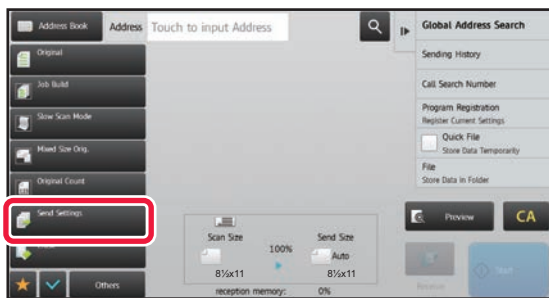 Address Book
Address
Touch to input Address
Global Address Search
Original
Sending History
Job Build
Call Search Number
Slow Scan Mode
Program Registration
Register Current Settings
Mixed Size Orig.
Quick File
Store Data Temporarity
Original Count
File
Store Data in Folder
Send Settings
Preview
CA
Scan Size
100%
Send Size
Auto
8½x11
8½x11
Start
Others
reception memory:
0%